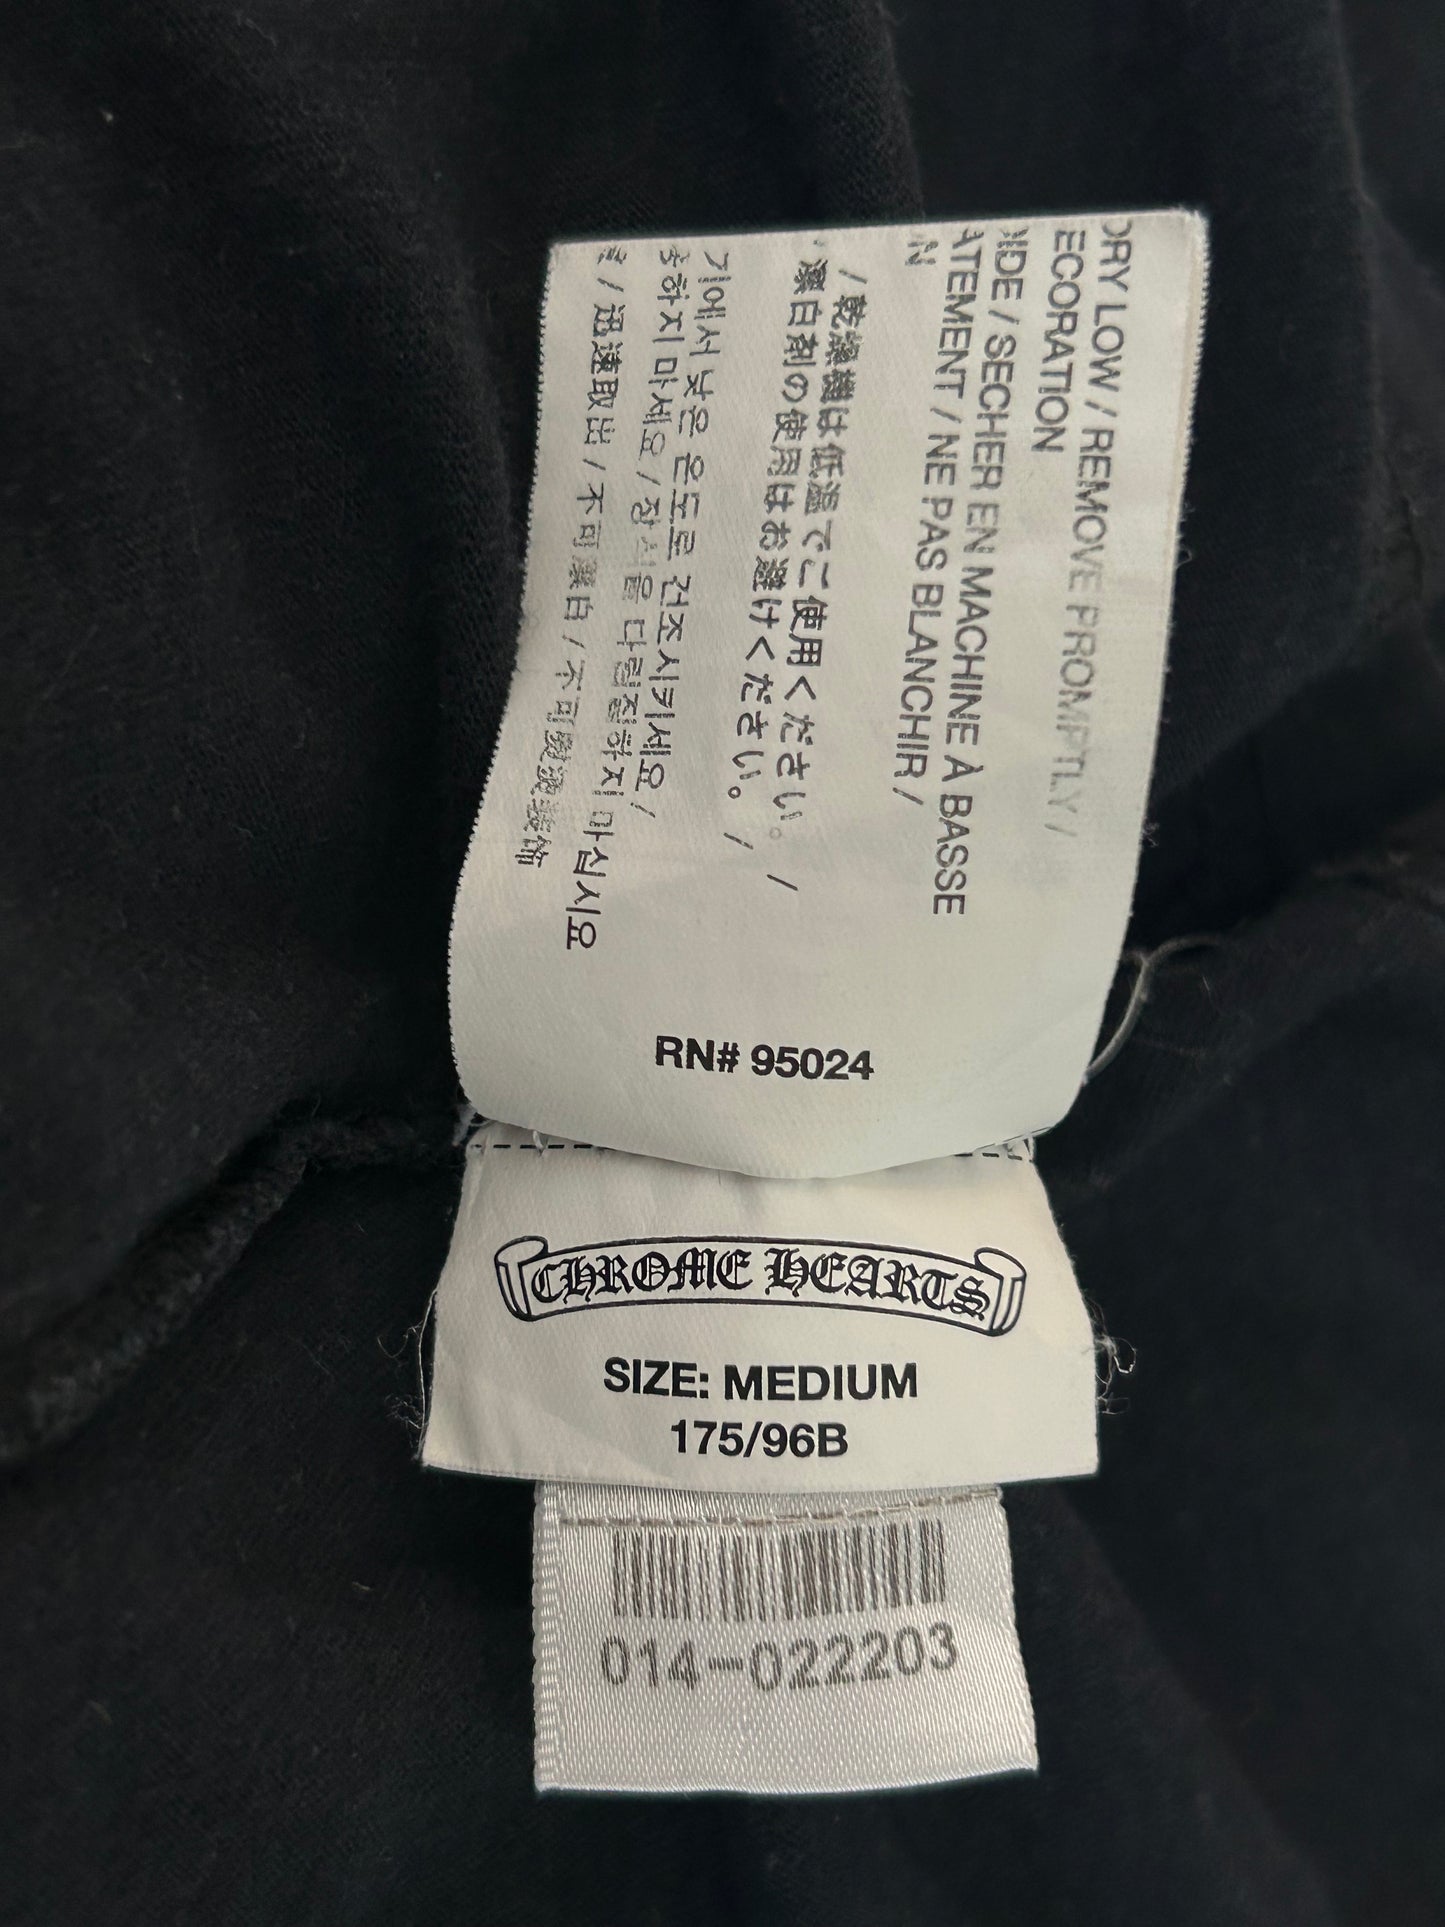 DRY LOW / REMOVE PROMPTLY /
ECORATION
IDE / SECHER EN MACHINE À BASSE
ATEMENT / NE PAS BLANCHIR /
N
/ 乾燥機は低温でご使用ください。 /
漂白剤の使用はお避けください。 /
기에서 낮은 온도로 건조시키세요 /
하지 마세요 / 장식을 다림질하지 마십시요
/ 迅速取出 / 不可漂白 / 不可熨燙裝飾
RN# 95024
CHROME HEARTS
SIZE: MEDIUM
175/96B
014-022203